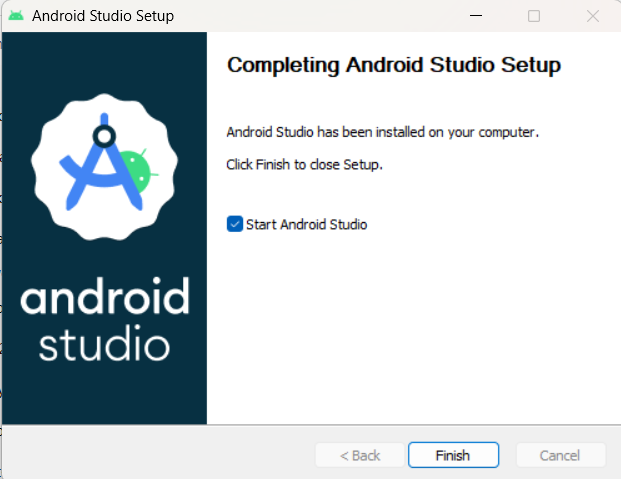 Android Studio Setup
Completing Android Studio Setup
Android Studio has been installed on your computer.
Click Finish to close Setup.
Start Android Studio
android
studio
< Back
Finish
Cancel